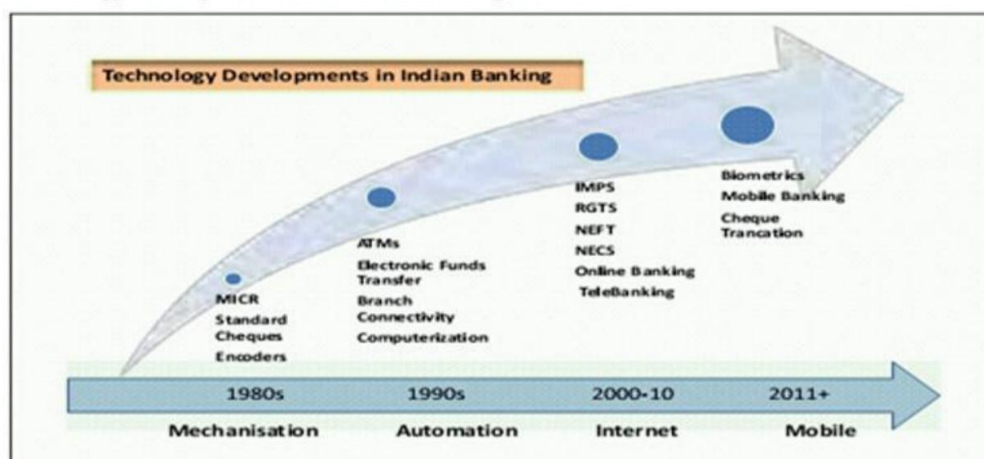 Technology Developments in Indian Banking
MICR
Standard
Cheques
Encoders
ATMs
Electronic Funds
Transfer
Branch
Connectivity
Computerization
IMPS
RGTS
NEFT
NECS
Online Banking
TeleBanking
Biometrics
Mobile Banking
Cheque
Trancation
1980s
1990s
2000-10
2011+
Mechanisation
Automation
Internet
Mobile